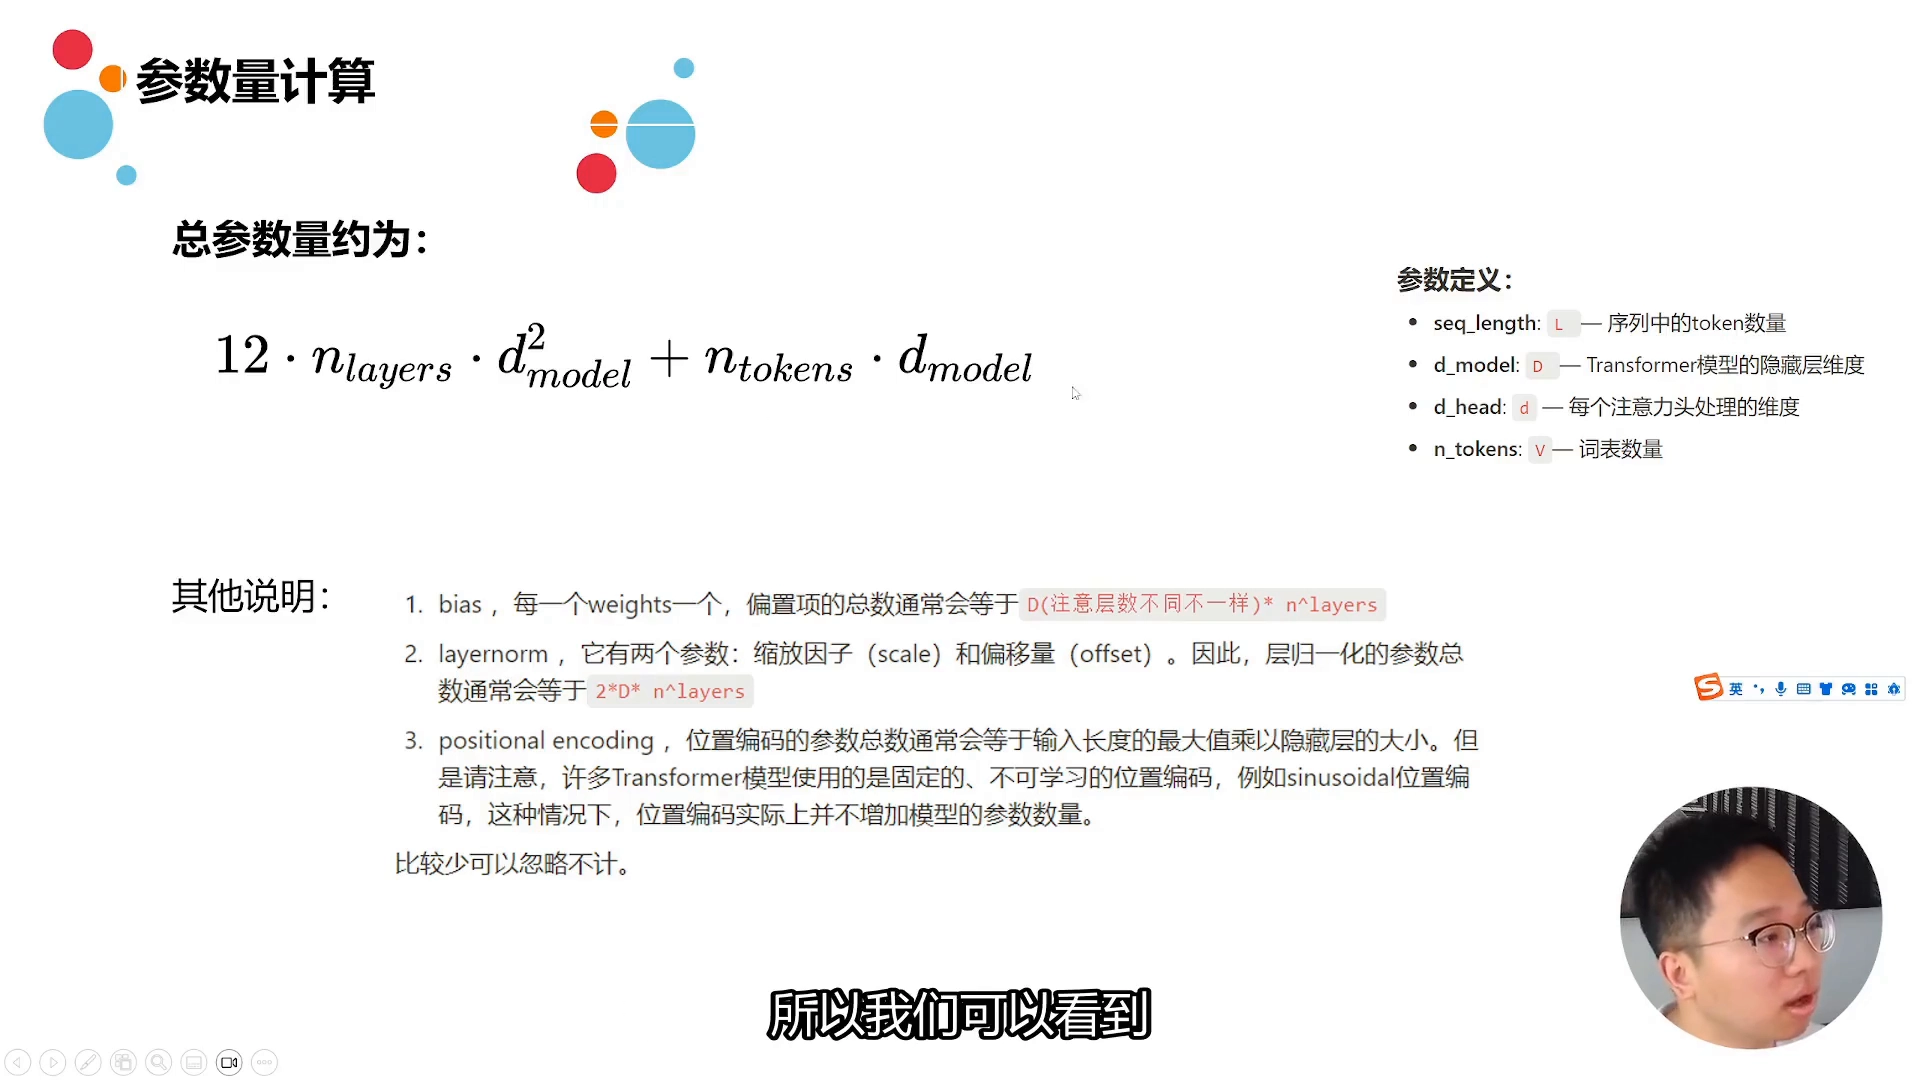 参数量计算
总参数量约为：
12 · n_{layers} · d_{model}^2 + n_{tokens} · d_{model}
参数定义：
• seq_length: L — 序列中的token数量
• d_model: D — Transformer模型的隐藏层维度
• d_head: d — 每个注意力头处理的维度
• n_tokens: V — 词表数量
其他说明：
1. bias ，每一个weights一个，偏置项的总数通常会等于 D(注意层数不同不一样)* n^layers
2. layernorm ，它有两个参数：缩放因子（scale）和偏移量（offset）。因此，层归一化的参数总
数通常会等于 2*D* n^layers
3. positional encoding ，位置编码的参数总数通常会等于输入长度的最大值乘以隐藏层的大小。但
是请注意，许多Transformer模型使用的是固定的、不可学习的位置编码，例如sinusoidal位置编
码，这种情况下，位置编码实际上并不增加模型的参数数量。
比较少可以忽略不计。
英
所以我们可以看到